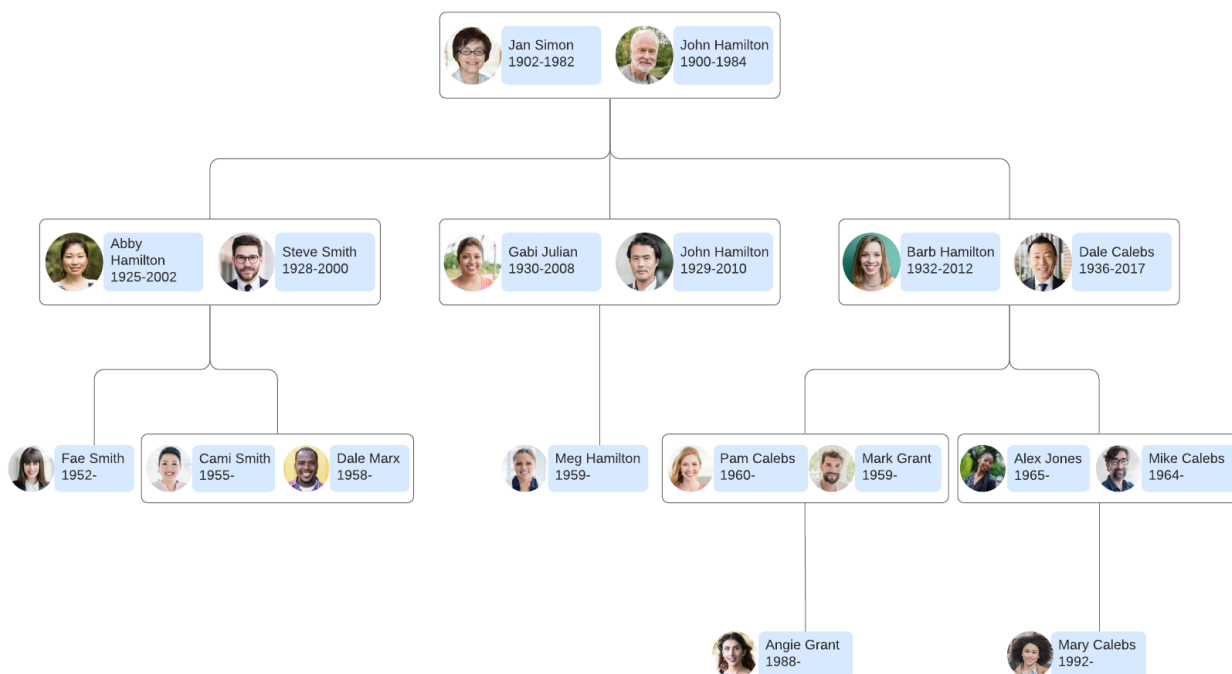 Jan Simon
1902-1982
John Hamilton
1900-1984
Abby
Hamilton
1925-2002
Steve Smith
1928-2000
Gabi Julian
1930-2008
John Hamilton
1929-2010
Barb Hamilton
1932-2012
Dale Calebs
1936-2017
Fae Smith
1952-
Cami Smith
1955-
Dale Marx
1958-
Meg Hamilton
1959-
Pam Calebs
1960-
Mark Grant
1959-
Alex Jones
1965-
Mike Calebs
1964-
Angie Grant
1988-
Mary Calebs
1992-